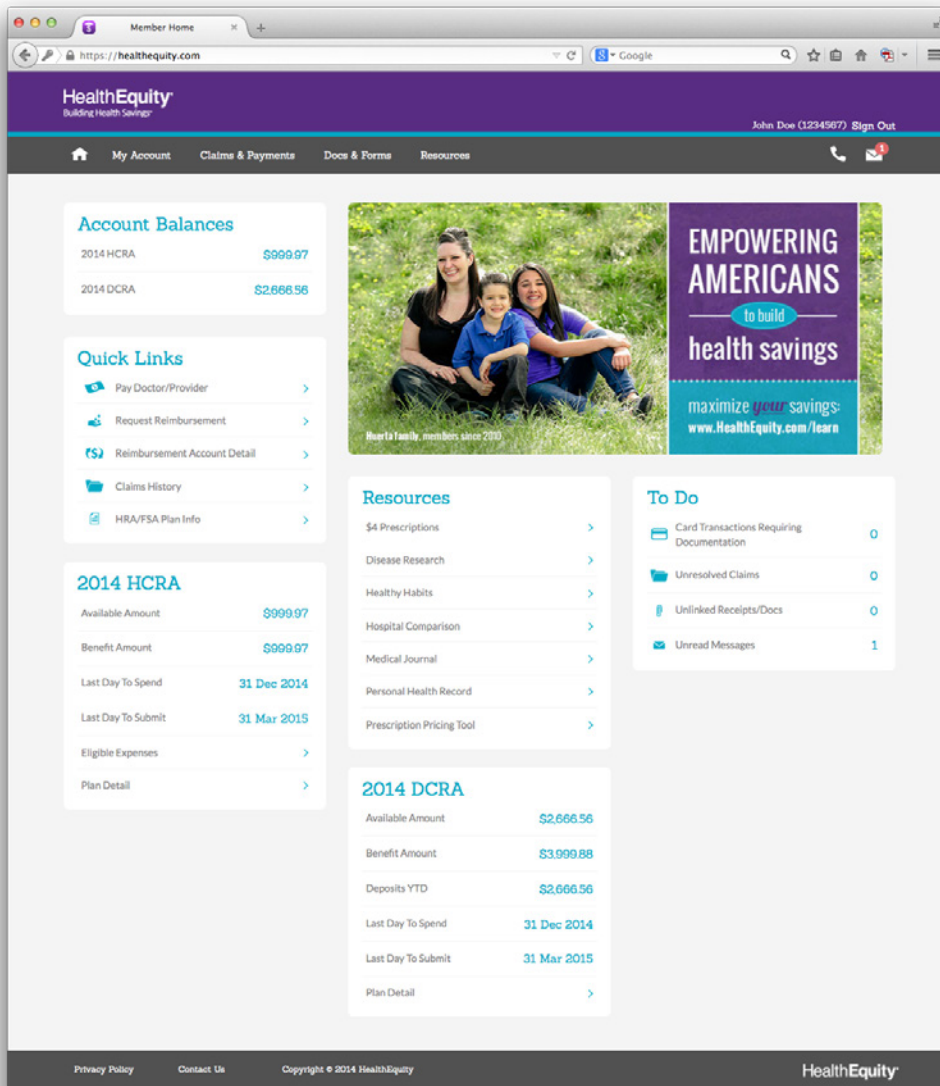 Member Home
https://healthequity.com
Google
HealthEquity
Building Health Savings
John Doe (1234567) Sign Out
My Account Claims & Payments Docs & Forms Resources
1
Account Balances
2014 HCRA $999.97
2014 DCRA $2,666.56
Quick Links
Pay Doctor/Provider
Request Reimbursement
Reimbursement Account Detail
Claims History
HRA/FSA Plan Info
2014 HCRA
Available Amount $999.97
Benefit Amount $999.97
Last Day To Spend 31 Dec 2014
Last Day To Submit 31 Mar 2015
Eligible Expenses
Plan Detail
EMPOWERING
AMERICANS
to build
health savings
maximize your savings:
www.HealthEquity.com/learn
Huerta family, members since 2010
Resources
$4 Prescriptions
Disease Research
Healthy Habits
Hospital Comparison
Medical Journal
Personal Health Record
Prescription Pricing Tool
2014 DCRA
Available Amount $2,666.56
Benefit Amount $3,999.88
Deposits YTD $2,666.56
Last Day To Spend 31 Dec 2014
Last Day To Submit 31 Mar 2015
Plan Detail
To Do
Card Transactions Requiring
Documentation 0
Unresolved Claims 0
Unlinked Receipts/Docs 0
Unread Messages 1
Privacy Policy Contact Us Copyright © 2014 HealthEquity
HealthEquity